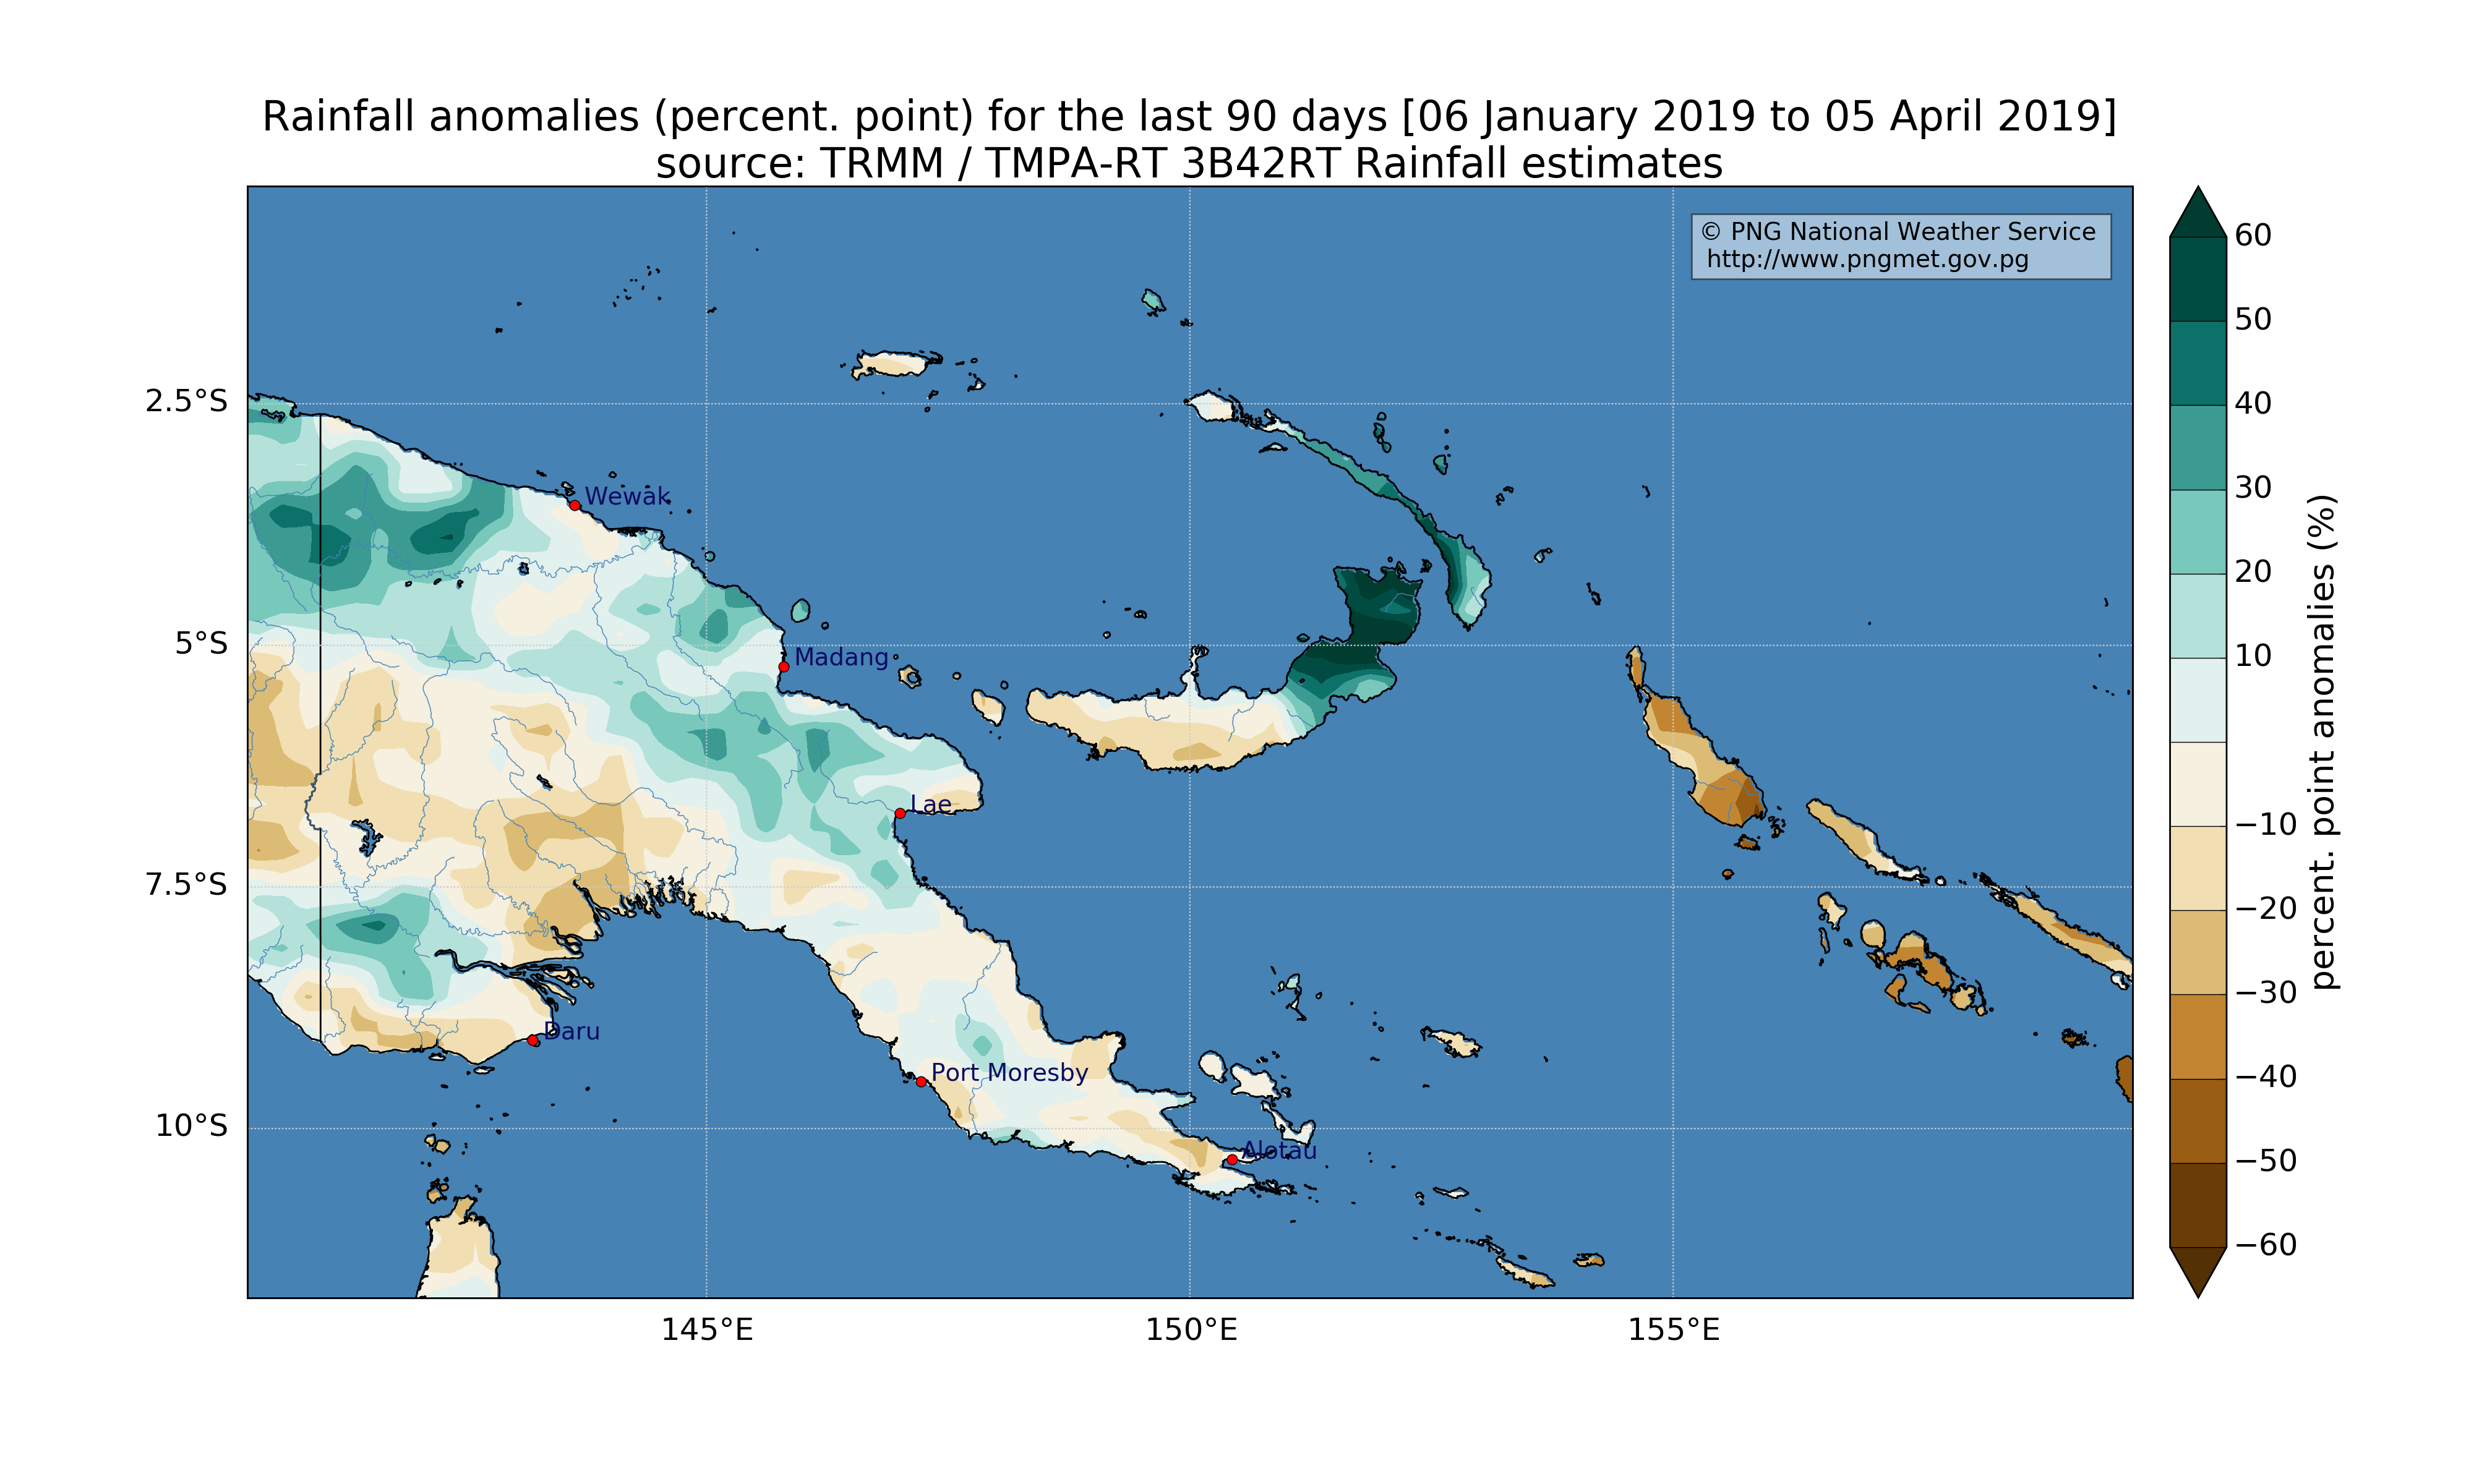 Rainfall anomalies (percent. point) for the last 90 days [06 January 2019 to 05 April 2019]
source: TRMM / TMPA-RT 3B42RT Rainfall estimates
© PNG National Weather Service
http://www.pngmet.gov.pg
2.5°S
5°S
7.5°S
10°S
Wewak
Madang
Lae
Daru
Port Moresby
Alotau
145°E
150°E
155°E
60
50
40
30
20
10
−10
−20
−30
−40
−50
−60
percent. point anomalies (%)